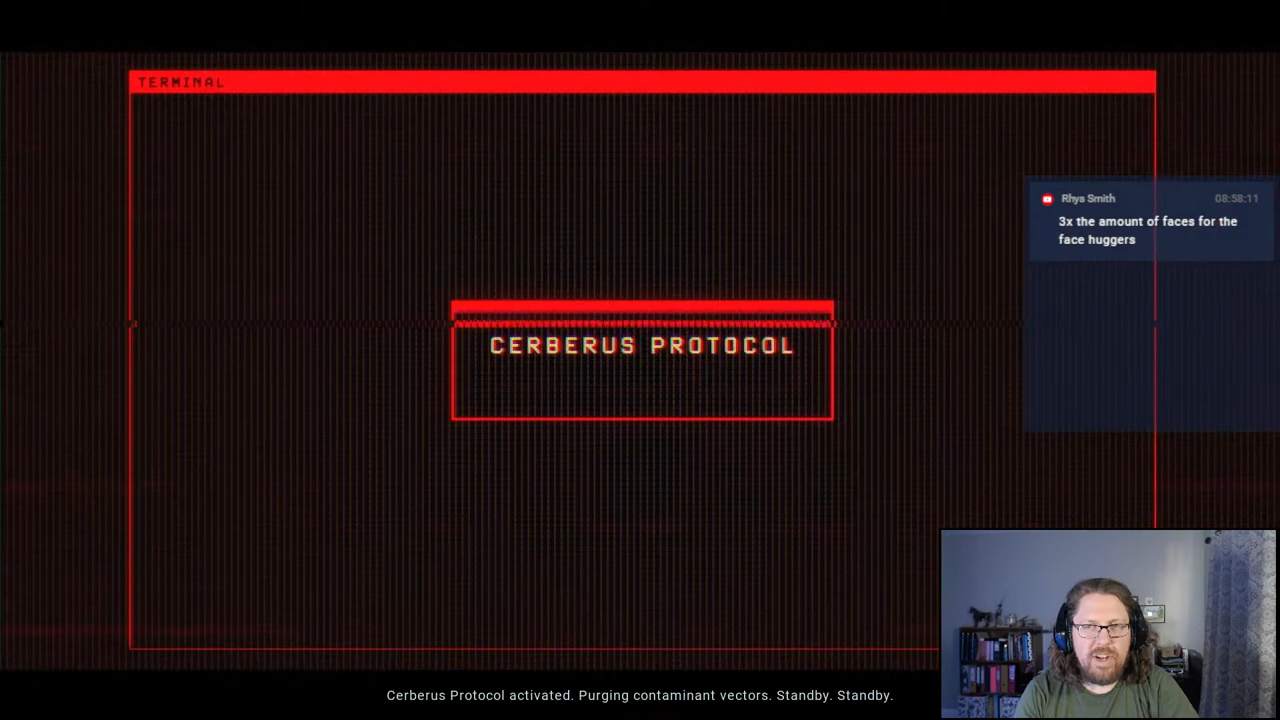 TERMINAL
Rhys Smith 08:58:11
3x the amount of faces for the
face huggers
CERBERUS PROTOCOL
Cerberus Protocol activated. Purging contaminant vectors. Standby. Standby.